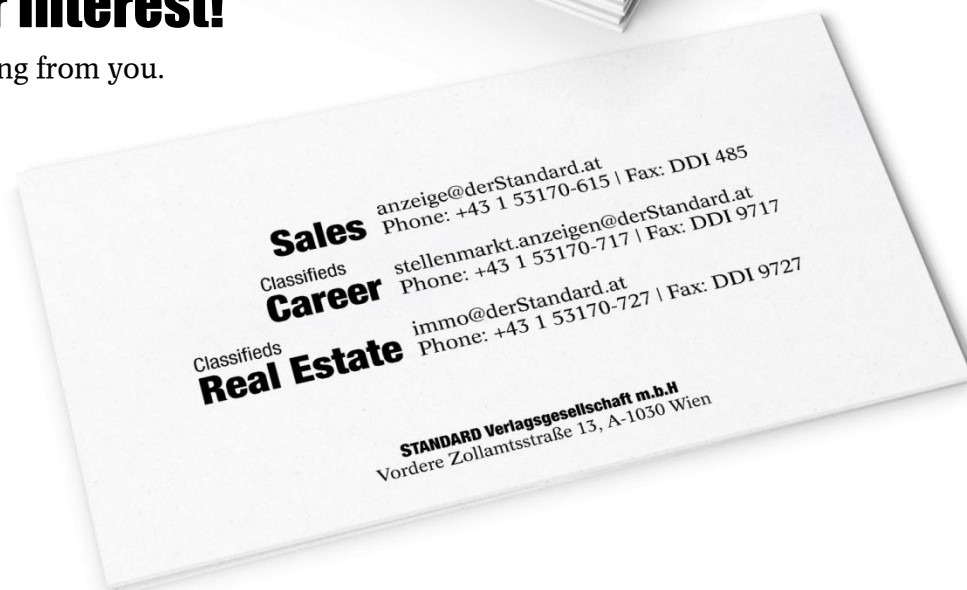 interest!
ng from you.
Sales
anzeige@derStandard.at
Phone: +43 1 53170-615 | Fax: DDI 485
Classifieds
Career
stellenmarkt.anzeigen@derStandard.at
Phone: +43 1 53170-717 | Fax: DDI 9717
Classifieds
Real Estate
immo@derStandard.at
Phone: +43 1 53170-727 | Fax: DDI 9727
STANDARD Verlagsgesellschaft m.b.H
Vordere Zollamtsstraße 13, A-1030 Wien